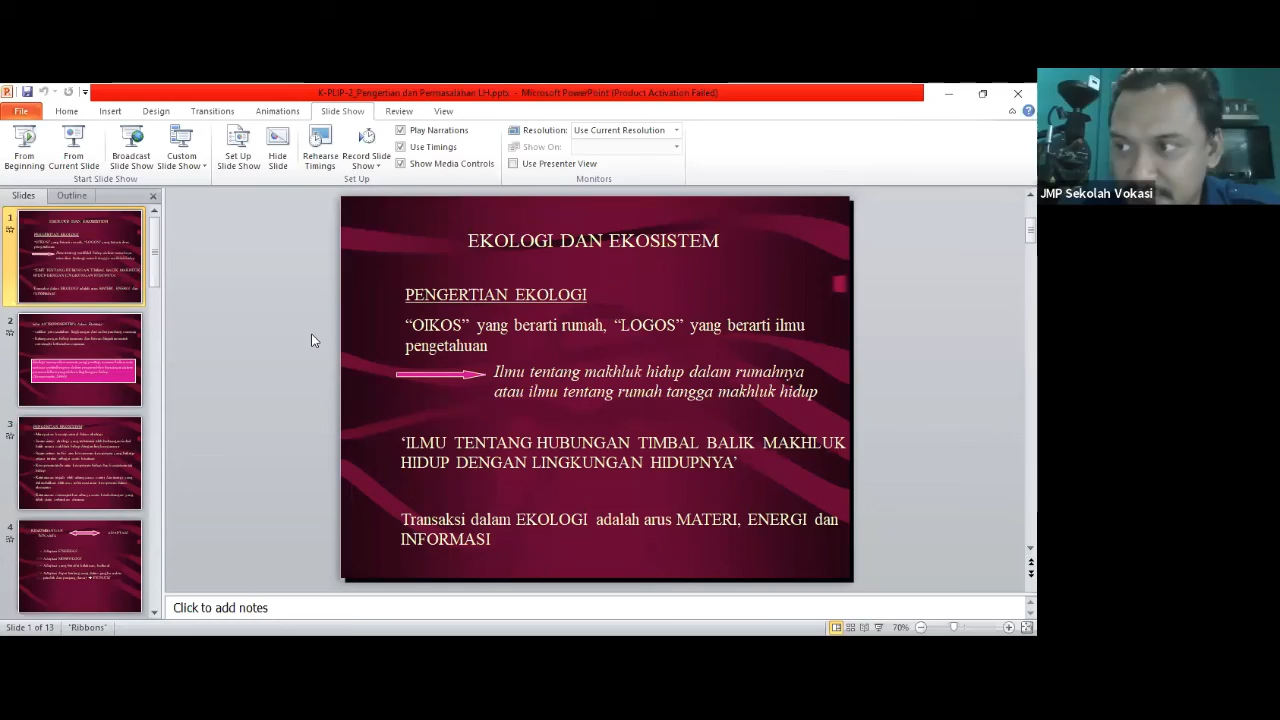 K-PLIP-2_Pengertian dan Permasalahan LH.pptx - Microsoft PowerPoint (Product Activation Failed)
File Home Insert Design Transitions Animations Slide Show Review View
From Beginning
From Current Slide
Broadcast Slide Show
Custom Slide Show
Start Slide Show
Set Up Slide Show
Hide Slide
Rehearse Timings
Record Slide Show
Play Narrations
Use Timings
Show Media Controls
Set Up
Resolution: Use Current Resolution
Show On:
Use Presenter View
Monitors
JMP Sekolah Vokasi
Slides Outline
1
2
3
4
EKOLOGI DAN EKOSISTEM
PENGERTIAN EKOLOGI
“OIKOS” yang berarti rumah, “LOGOS” yang berarti ilmu
pengetahuan
Ilmu tentang makhluk hidup dalam rumahnya
atau ilmu tentang rumah tangga makhluk hidup
‘ILMU TENTANG HUBUNGAN TIMBAL BALIK MAKHLUK
HIDUP DENGAN LINGKUNGAN HIDUPNYA’
Transaksi dalam EKOLOGI adalah arus MATERI, ENERGI dan
INFORMASI
Click to add notes
Slide 1 of 13 "Ribbons" 70%